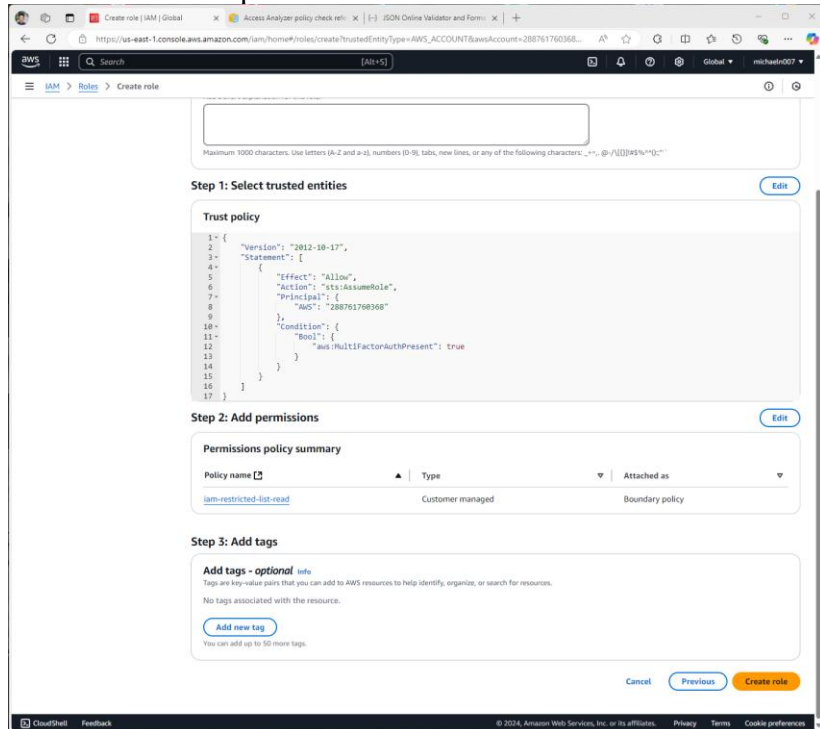 Create role | IAM | Global
Access Analyzer policy check refe
JSON Online Validator and Forma
https://us-east-1.console.aws.amazon.com/iam/home#/roles/create?trustedEntityType=AWS_ACCOUNT&awsAccount=288761760368...
aws
Search
[Alt+S]
Global
michaeln007
IAM > Roles > Create role
Maximum 1000 characters. Use letters (A-Z and a-z), numbers (0-9), tabs, new lines, or any of the following characters:
Step 1: Select trusted entities
Edit
Trust policy
1 {
2 "Version": "2012-10-17",
3 "Statement": [
4 {
5 "Effect": "Allow",
6 "Action": "sts:AssumeRole",
7 "Principal": {
8 "AWS": "288761760368"
9 },
10 "Condition": {
11 "Bool": {
12 "aws:MultiFactorAuthPresent": true
13 }
14 }
15 }
16 ]
17 }
Step 2: Add permissions
Edit
Permissions policy summary
Policy name Type Attached as
iam-restricted-list-read Customer managed Boundary policy
Step 3: Add tags
Add tags - optional Info
Tags are key-value pairs that you can add to AWS resources to help identify, organize, or search for resources.
No tags associated with the resource.
Add new tag
You can add up to 50 more tags.
Cancel Previous Create role
CloudShell Feedback © 2024, Amazon Web Services, Inc. or its affiliates. Privacy Terms Cookie preferences